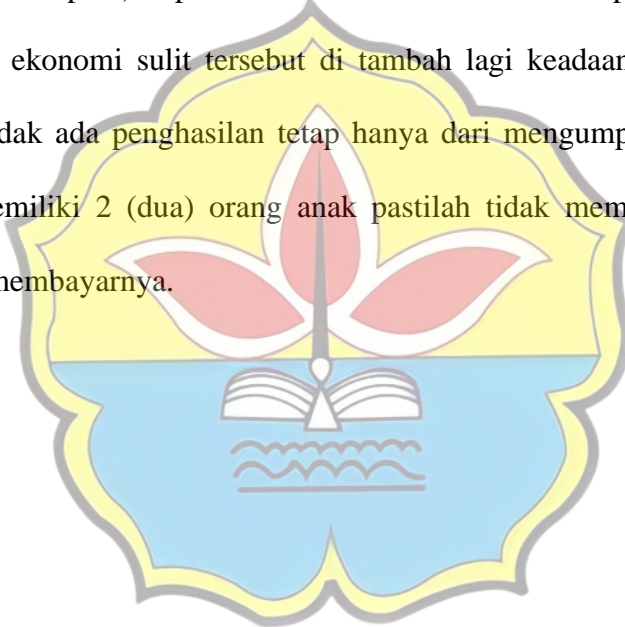 ekonomi sulit tersebut di tambah lagi keadaan
dak ada penghasilan tetap hanya dari mengump
emiliki 2 (dua) orang anak pastilah tidak mem
membayarnya.